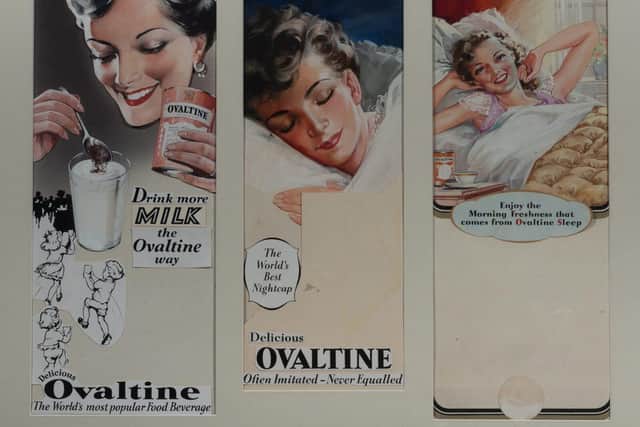 OVALTINE
Drink more
MILK
the
Ovaltine
way
Delicious
Ovaltine
The World's most popular Food Beverage
The
World's
Best
Nightcap
Delicious
OVALTINE
Often Imitated - Never Equalled
Enjoy the
Morning freshness that
comes from Ovaltine Sleep